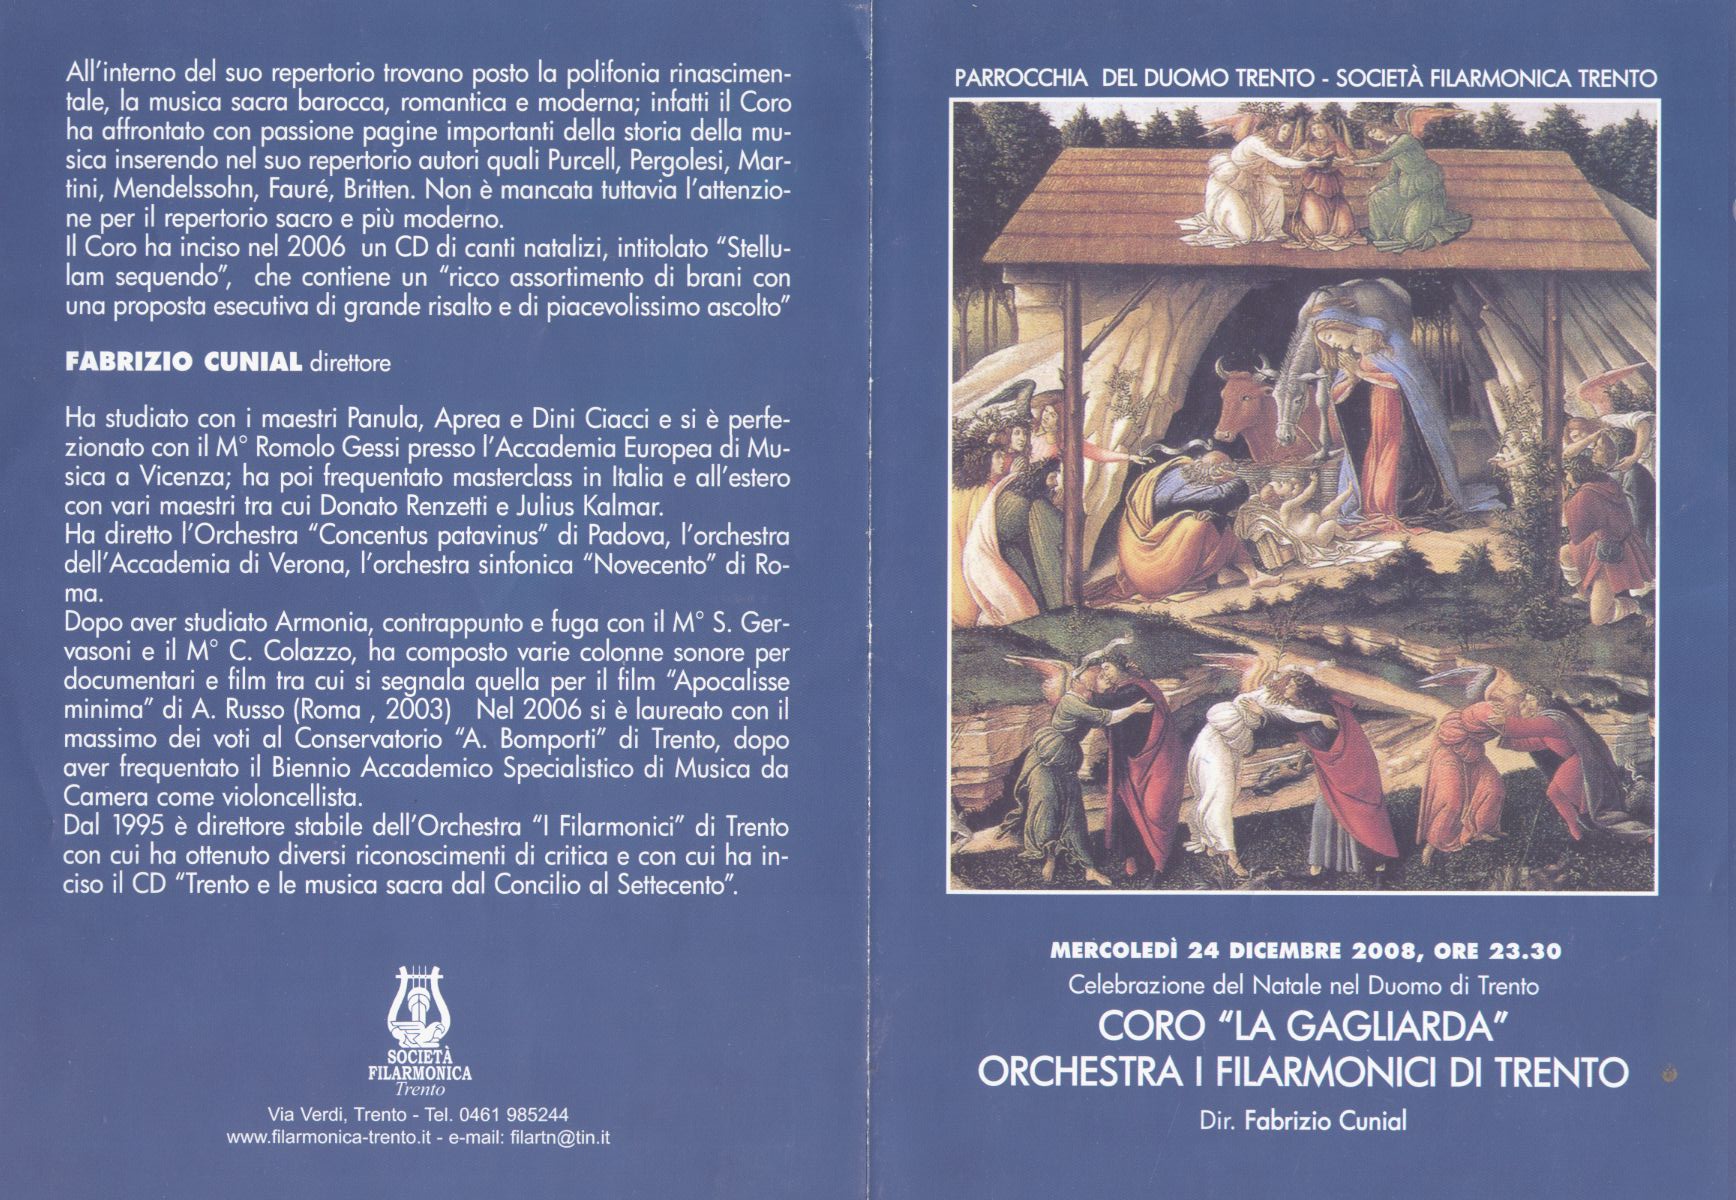 All'interno del suo repertorio trovano posto la polifonia rinascimen-
tale, la musica sacra barocca, romantica e moderna; infatti il Coro
ha affrontato con passione pagine importanti della storia della mu-
sica inserendo nel suo repertorio autori quali Purcell, Pergolesi, Mar-
tini, Mendelssohn, Fauré, Britten. Non è mancata tuttavia l'attenzio-
ne per il repertorio sacro e più moderno.
Il Coro ha inciso nel 2006 un CD di canti natalizi, intitolato "Stellu-
lam sequendo", che contiene un "ricco assortimento di brani con
una proposta esecutiva di grande risalto e di piacevolissimo ascolto"
FABRIZIO CUNIAL direttore
Ha studiato con i maestri Panula, Aprea e Dini Ciacci e si è perfe-
zionato con il M° Romolo Gessi presso l'Accademia Europea di Mu-
sica a Vicenza; ha poi frequentato masterclass in Italia e all'estero
con vari maestri tra cui Donato Renzetti e Julius Kalmar.
Ha diretto l'Orchestra "Concentus patavinus" di Padova, l'orchestra
dell'Accademia di Verona, l'orchestra sinfonica "Novecento" di Ro-
ma.
Dopo aver studiato Armonia, contrappunto e fuga con il M° S. Ger-
vasoni e il M° C. Colazzo, ha composto varie colonne sonore per
documentari e film tra cui si segnala quella per il film "Apocalisse
minima" di A. Russo (Roma , 2003) Nel 2006 si è laureato con il
massimo dei voti al Conservatorio "A. Bomporti" di Trento, dopo
aver frequentato il Biennio Accademico Specialistico di Musica da
Camera come violoncellista.
Dal 1995 è direttore stabile dell'Orchestra "I Filarmonici" di Trento
con cui ha ottenuto diversi riconoscimenti di critica e con cui ha in-
ciso il CD "Trento e le musica sacra dal Concilio al Settecento".
SOCIETÀ
FILARMONICA
Trento
Via Verdi, Trento - Tel. 0461 985244
www.filarmonica-trento.it - e-mail: filartn@tin.it
PARROCCHIA DEL DUOMO TRENTO - SOCIETÀ FILARMONICA TRENTO
MERCOLEDÌ 24 DICEMBRE 2008, ORE 23.30
Celebrazione del Natale nel Duomo di Trento
CORO "LA GAGLIARDA"
ORCHESTRA I FILARMONICI DI TRENTO
Dir. Fabrizio Cunial